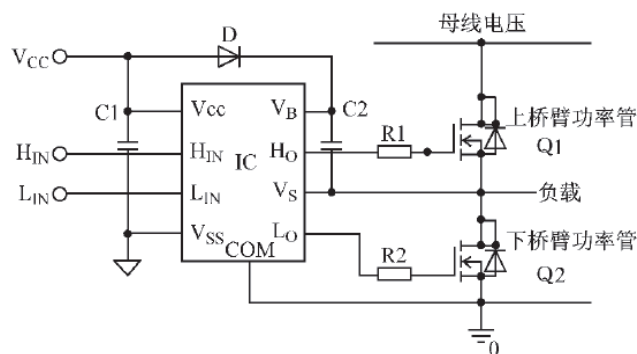 母线电压
D
V_CC
C1
Vcc
V_B
C2
上桥臂功率管
R1
H_IN
H_IN
IC
H_O
Q1
L_IN
L_IN
V_S
负载
V_SS
L_O
下桥臂功率管
COM
R2
Q2
0